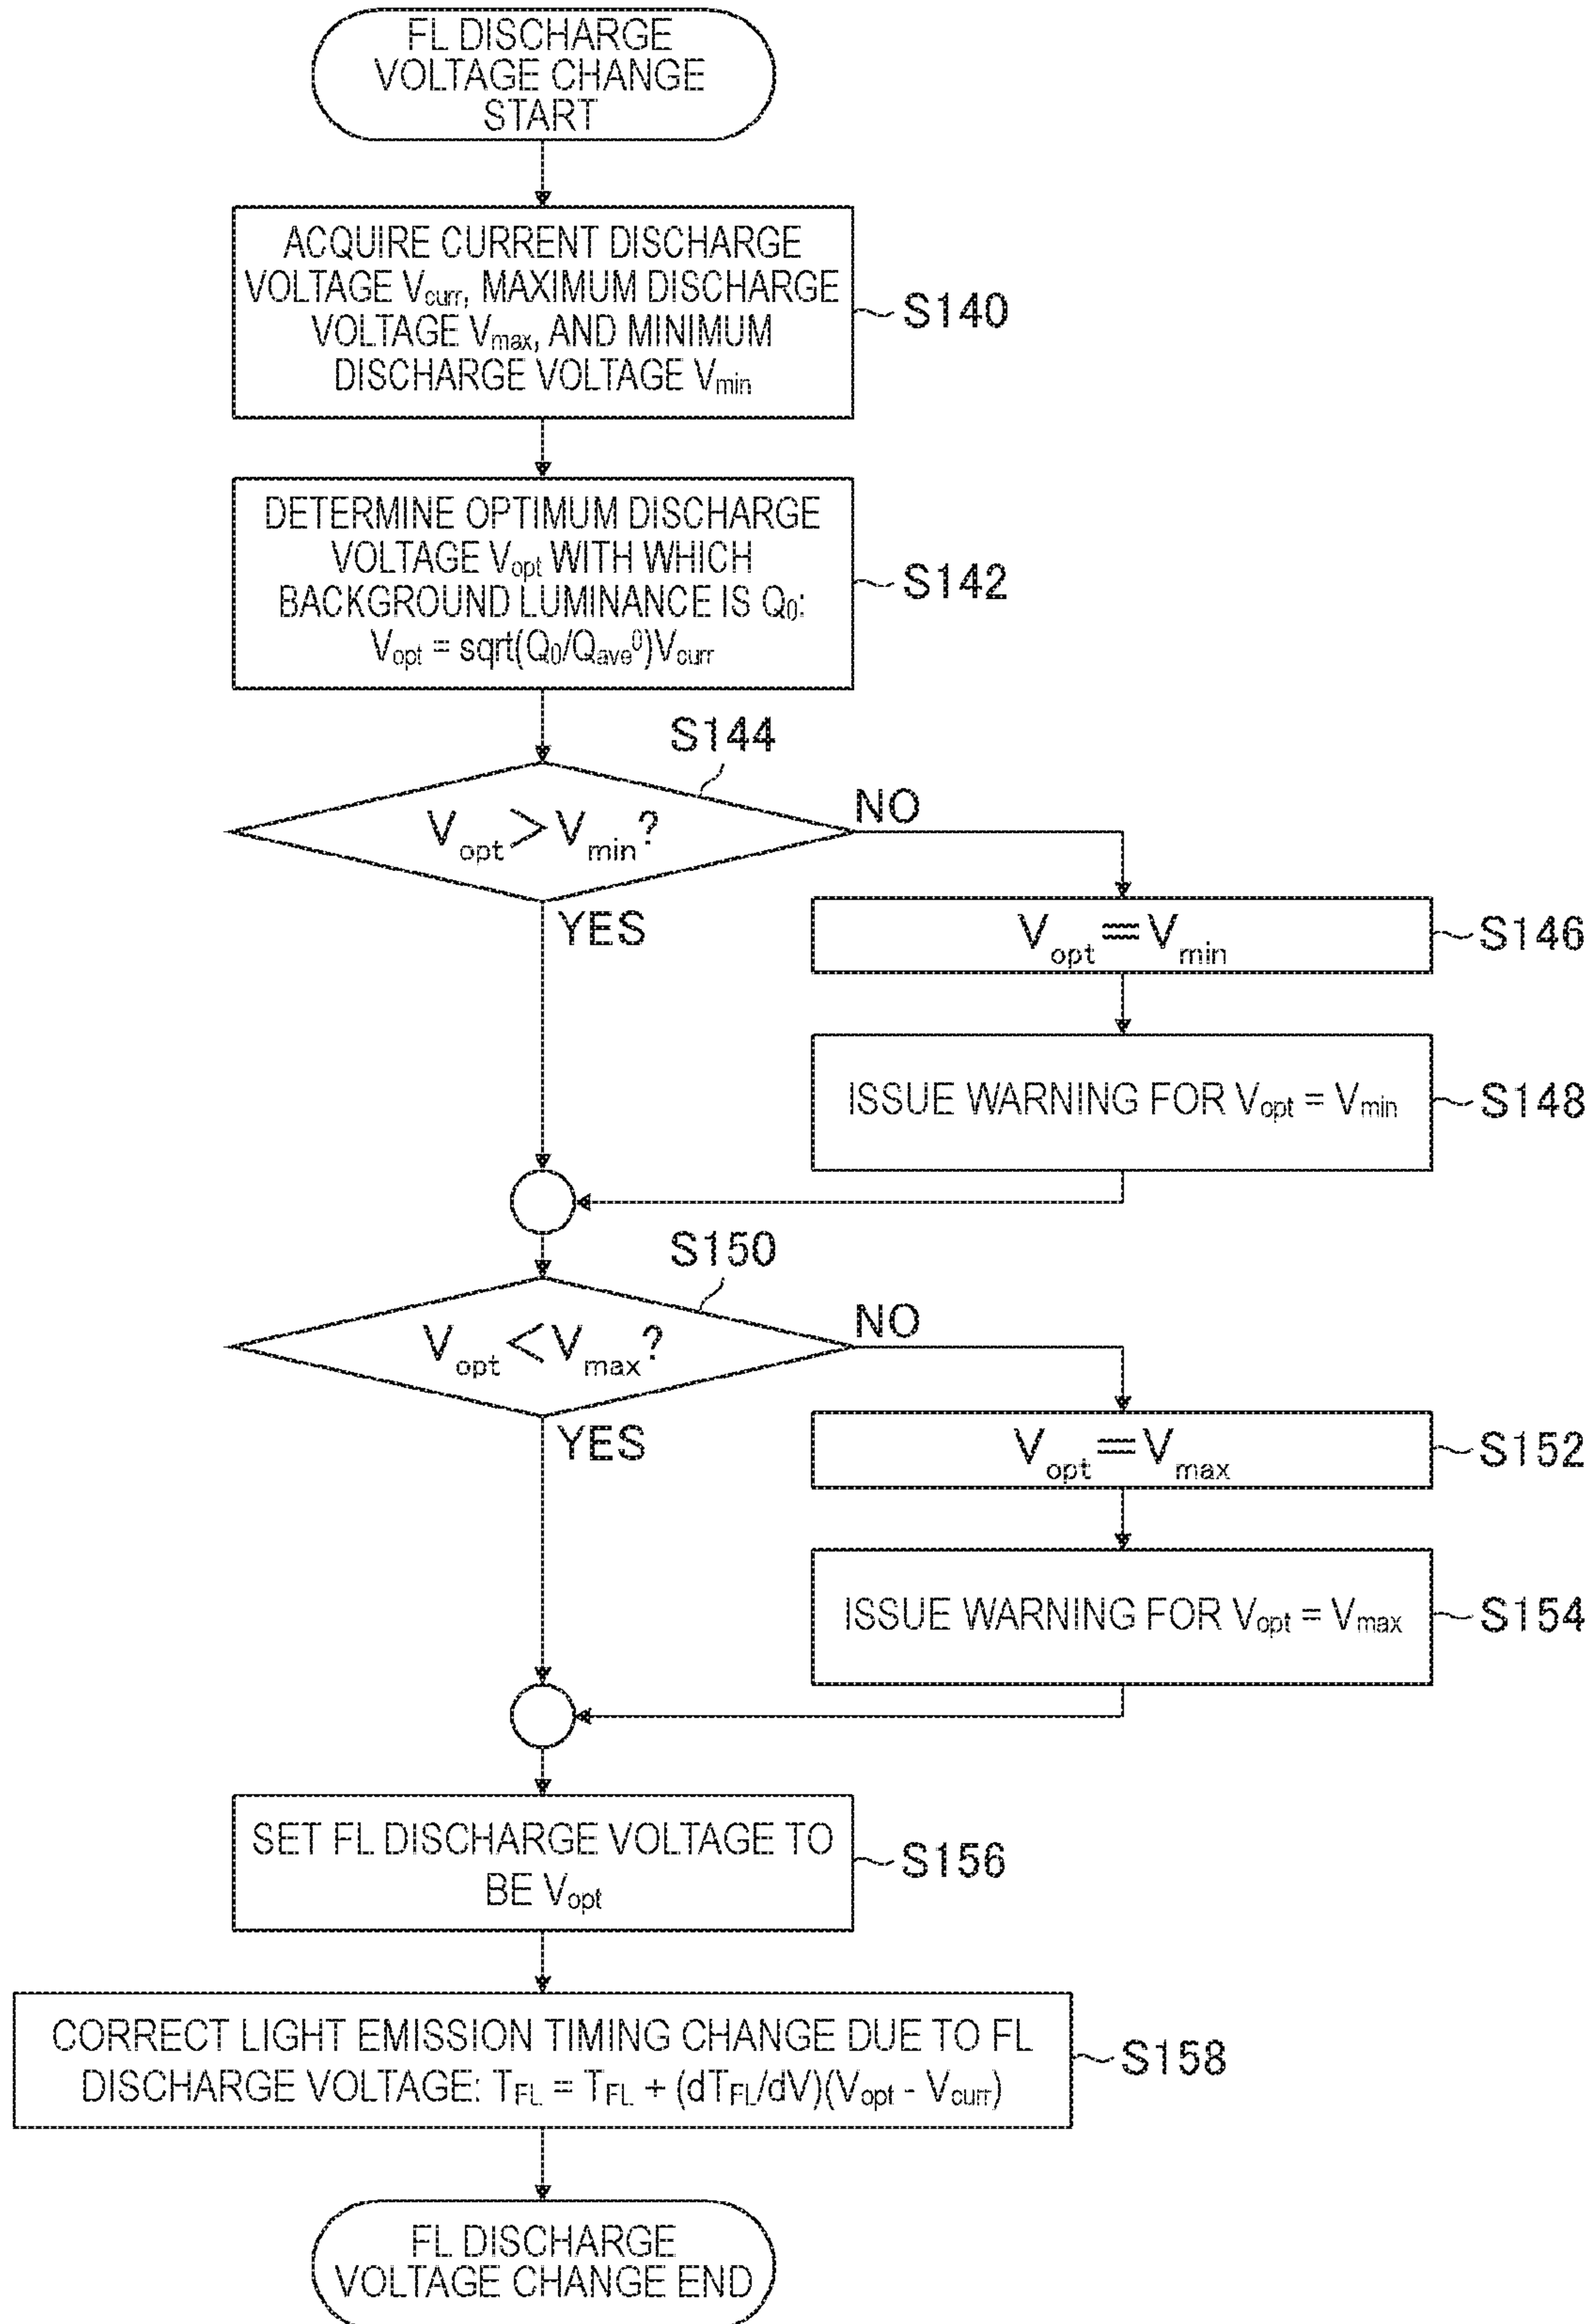 FL DISCHARGE
VOLTAGE CHANGE
START
ACQUIRE CURRENT DISCHARGE
VOLTAGE Vcurr, MAXIMUM DISCHARGE
VOLTAGE Vmax, AND MINIMUM
DISCHARGE VOLTAGE Vmin
S140
DETERMINE OPTIMUM DISCHARGE
VOLTAGE Vopt WITH WHICH
BACKGROUND LUMINANCE IS Q0:
Vopt = sqrt(Q0/Qave⁰)Vcurr
S142
S144
Vopt > Vmin?
NO
YES
Vopt = Vmin
S146
ISSUE WARNING FOR Vopt = Vmin
S148
S150
Vopt < Vmax?
NO
YES
Vopt = Vmax
S152
ISSUE WARNING FOR Vopt = Vmax
S154
SET FL DISCHARGE VOLTAGE TO
BE Vopt
S156
CORRECT LIGHT EMISSION TIMING CHANGE DUE TO FL
DISCHARGE VOLTAGE: TFL = TFL + (dTFL/dV)(Vopt - Vcurr)
S158
FL DISCHARGE
VOLTAGE CHANGE END